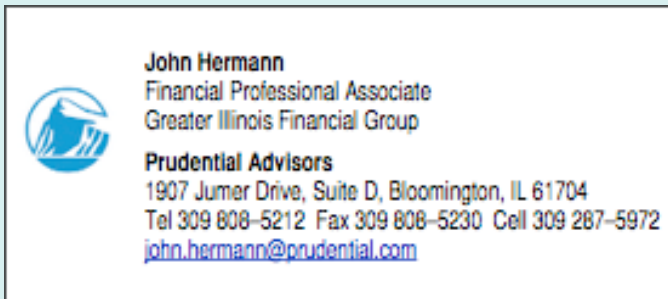 John Hermann
Financial Professional Associate
Greater Illinois Financial Group
Prudential Advisors
1907 Jumer Drive, Suite D, Bloomington, IL 61704
Tel 309 808–5212 Fax 309 808–5230 Cell 309 287–5972
john.hermann@prudential.com